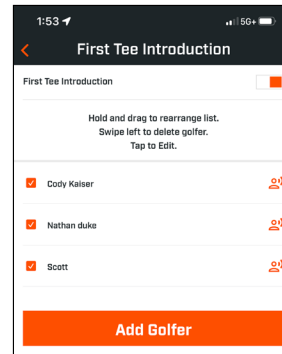 1:53
5G+
First Tee Introduction
First Tee Introduction
Hold and drag to rearrange list.
Swipe left to delete golfer.
Tap to Edit.
Cody Kaiser
Nathan duke
Scott
Add Golfer